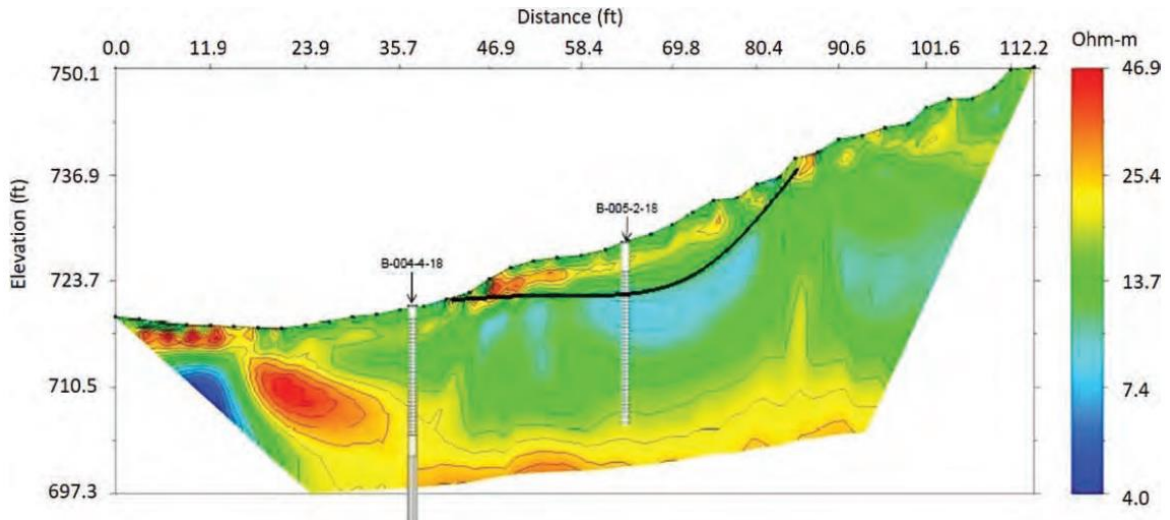 Distance (ft)
0.0 11.9 23.9 35.7 46.9 58.4 69.8 80.4 90.6 101.6 112.2
Ohm-m
750.1
736.9
723.7
710.5
697.3
Elevation (ft)
B-004-4-18
B-005-2-18
46.9
25.4
13.7
7.4
4.0